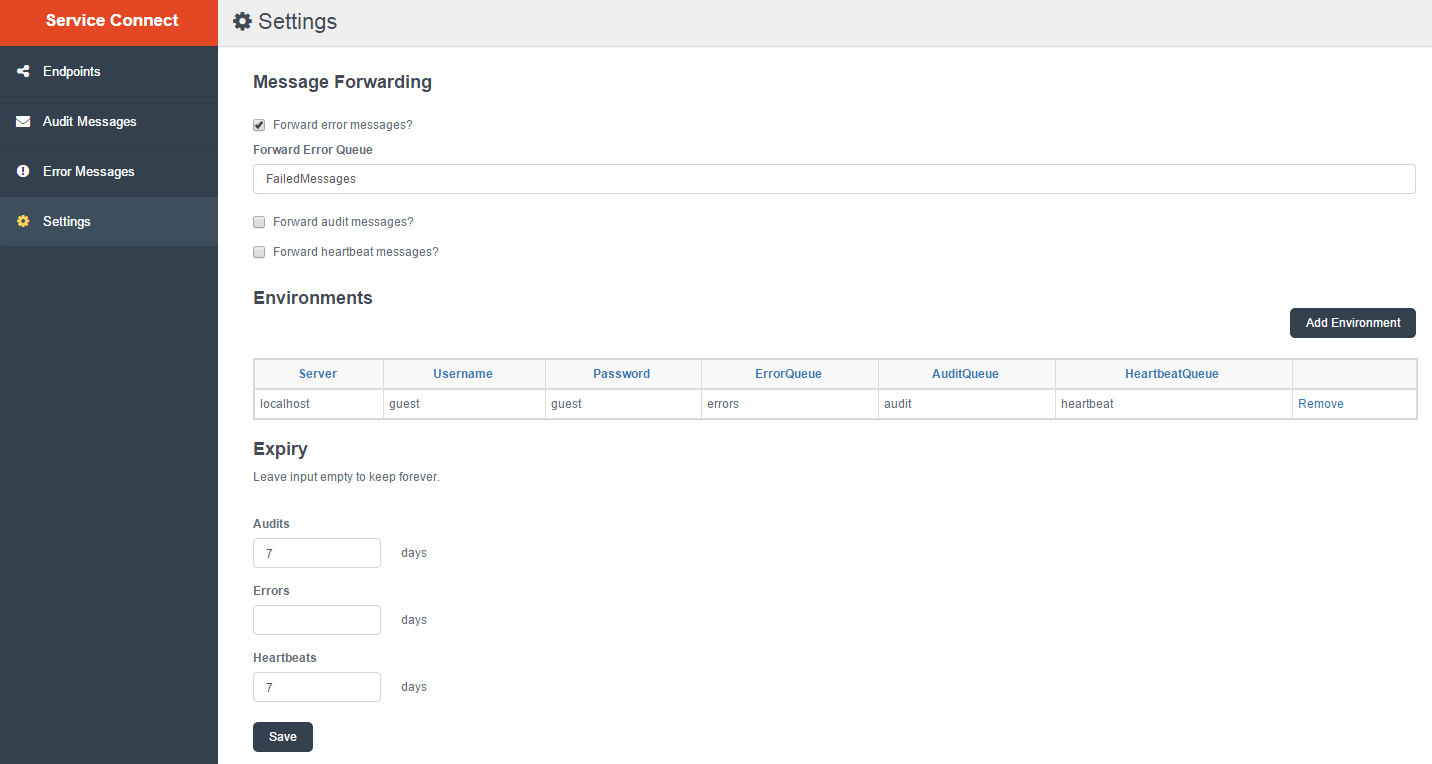 Service Connect
Settings
Endpoints
Audit Messages
Error Messages
Settings
Message Forwarding
Forward error messages?
Forward Error Queue
FailedMessages
Forward audit messages?
Forward heartbeat messages?
Environments
Add Environment
Server Username Password ErrorQueue AuditQueue HeartbeatQueue
localhost guest guest errors audit heartbeat Remove
Expiry
Leave input empty to keep forever.
Audits
7 days
Errors
days
Heartbeats
7 days
Save